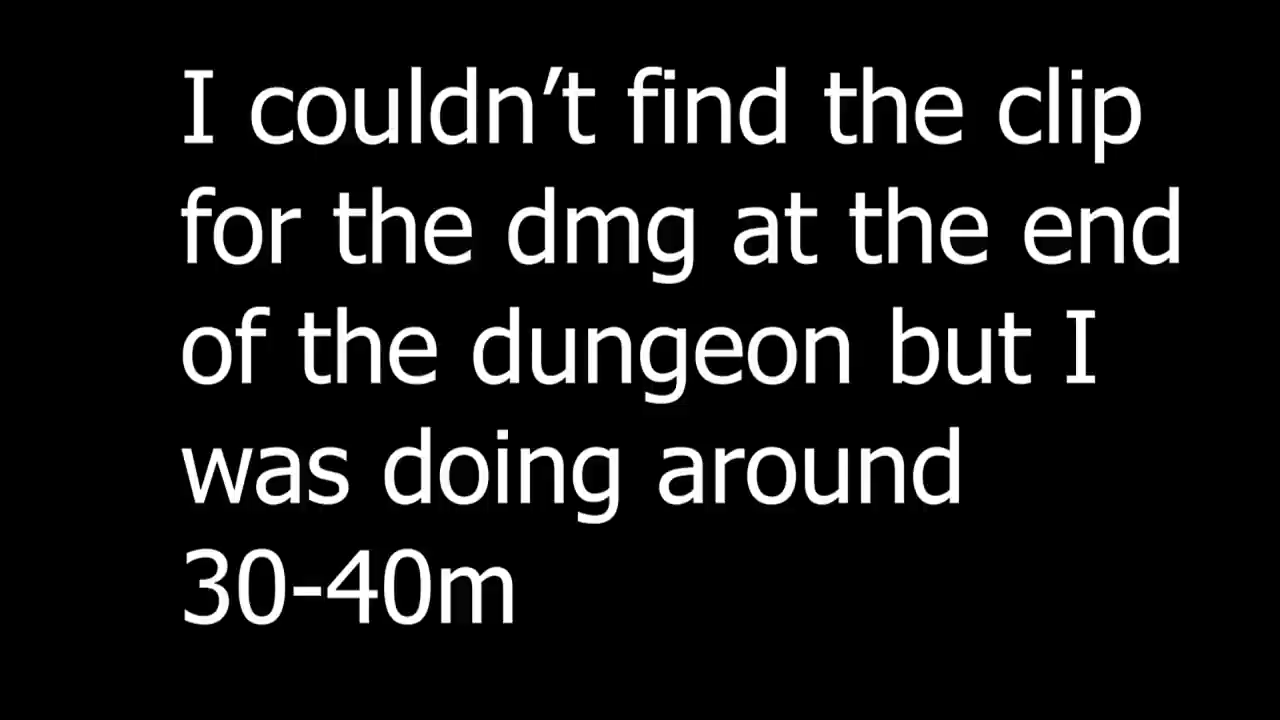 I couldn’t find the clip
for the dmg at the end
of the dungeon but I
was doing around
30-40m